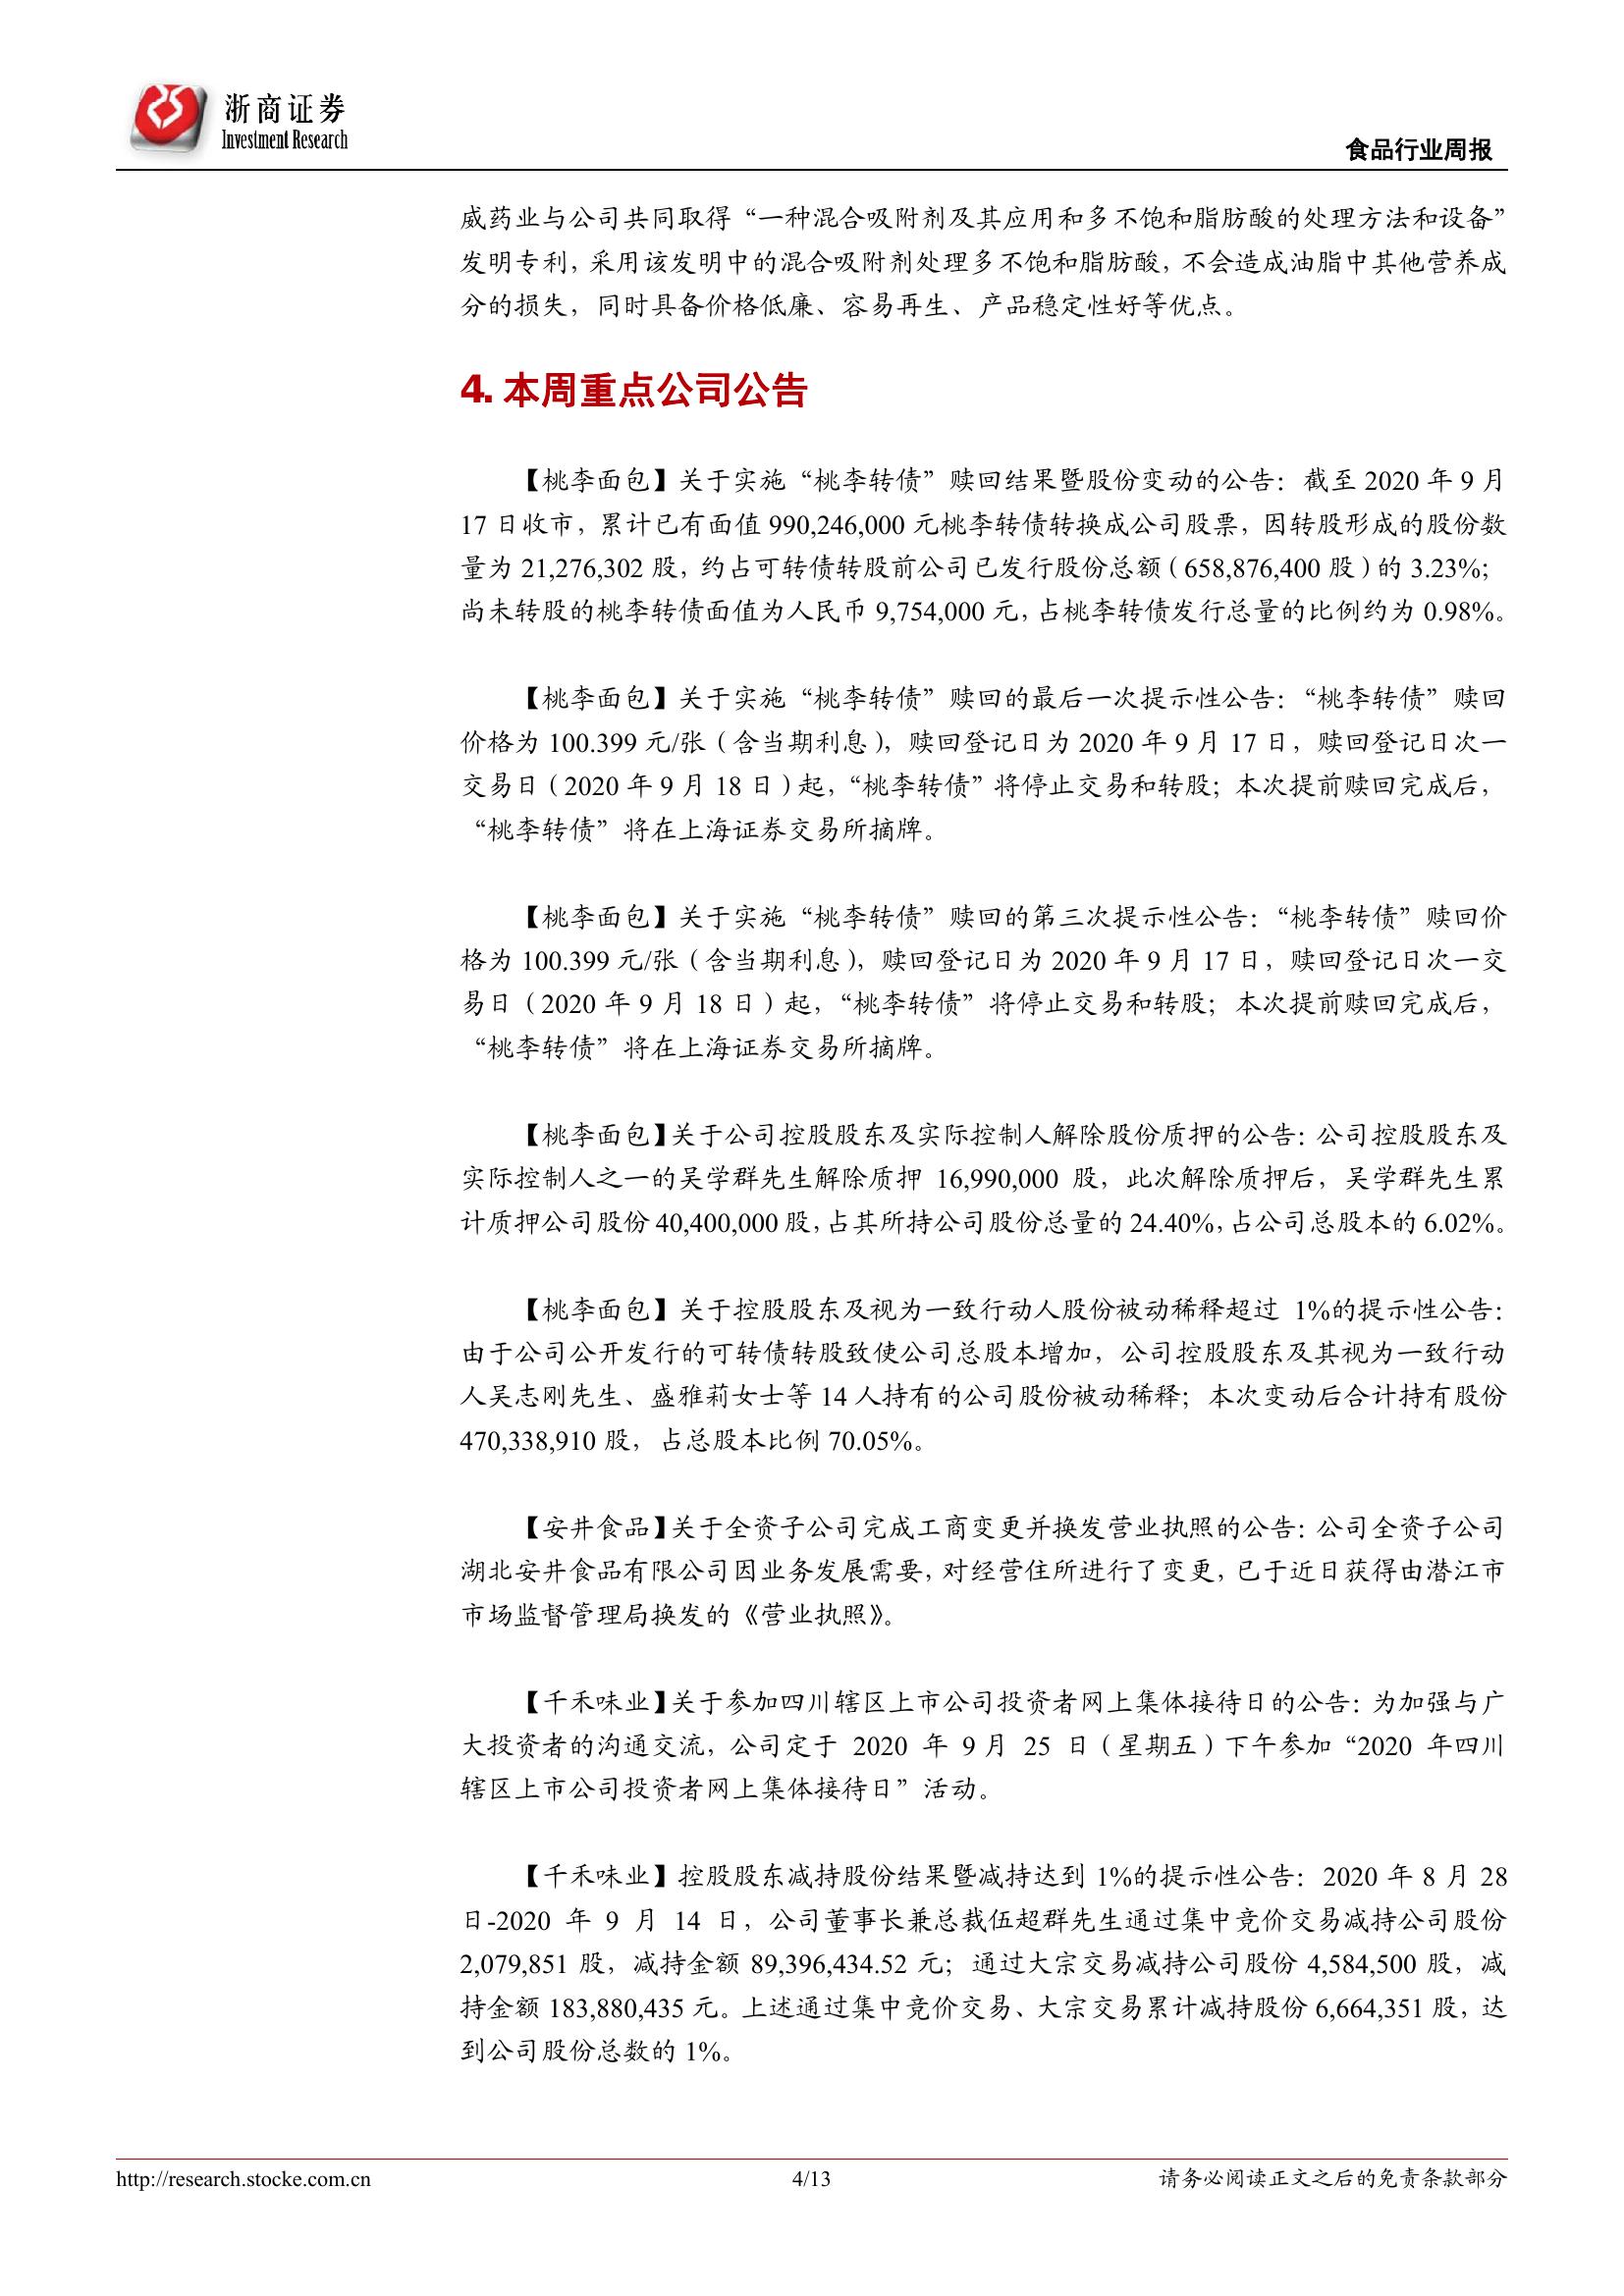 浙商证券
Investment Research
食品行业周报
威药业与公司共同取得“一种混合吸附剂及其应用和多不饱和脂肪酸的处理方法和设备”
发明专利，采用该发明中的混合吸附剂处理多不饱和脂肪酸，不会造成油脂中其他营养成
分的损失，同时具备价格低廉、容易再生、产品稳定性好等优点。
4. 本周重点公司公告
【桃李面包】关于实施“桃李转债”赎回结果暨股份变动的公告：截至 2020 年 9 月
17 日收市，累计已有面值 990,246,000 元桃李转债转换成公司股票，因转股形成的股份数
量为 21,276,302 股，约占可转债转股前公司已发行股份总额（658,876,400 股）的 3.23%；
尚未转股的桃李转债面值为人民币 9,754,000 元，占桃李转债发行总量的比例约为 0.98%。
【桃李面包】关于实施“桃李转债”赎回的最后一次提示性公告：“桃李转债”赎回
价格为 100.399 元/张（含当期利息），赎回登记日为 2020 年 9 月 17 日，赎回登记日次一
交易日（2020 年 9 月 18 日）起，“桃李转债”将停止交易和转股；本次提前赎回完成后，
“桃李转债”将在上海证券交易所摘牌。
【桃李面包】关于实施“桃李转债”赎回的第三次提示性公告：“桃李转债”赎回价
格为 100.399 元/张（含当期利息），赎回登记日为 2020 年 9 月 17 日，赎回登记日次一交
易日（2020 年 9 月 18 日）起，“桃李转债”将停止交易和转股；本次提前赎回完成后，
“桃李转债”将在上海证券交易所摘牌。
【桃李面包】关于公司控股股东及实际控制人解除股份质押的公告：公司控股股东及
实际控制人之一的吴学群先生解除质押 16,990,000 股，此次解除质押后，吴学群先生累
计质押公司股份 40,400,000 股，占其所持公司股份总量的 24.40%，占公司总股本的 6.02%。
【桃李面包】关于控股股东及视为一致行动人股份被动稀释超过 1%的提示性公告：
由于公司公开发行的可转债转股致使公司总股本增加，公司控股股东及其视为一致行动
人吴志刚先生、盛雅莉女士等 14 人持有的公司股份被动稀释；本次变动后合计持有股份
470,338,910 股，占总股本比例 70.05%。
【安井食品】关于全资子公司完成工商变更并换发营业执照的公告：公司全资子公司
湖北安井食品有限公司因业务发展需要，对经营住所进行了变更，已于近日获得由潜江市
市场监督管理局换发的《营业执照》。
【千禾味业】关于参加四川辖区上市公司投资者网上集体接待日的公告：为加强与广
大投资者的沟通交流，公司定于 2020 年 9 月 25 日（星期五）下午参加“2020 年四川
辖区上市公司投资者网上集体接待日”活动。
【千禾味业】控股股东减持股份结果暨减持达到 1%的提示性公告：2020 年 8 月 28
日-2020 年 9 月 14 日，公司董事长兼总裁伍超群先生通过集中竞价交易减持公司股份
2,079,851 股，减持金额 89,396,434.52 元；通过大宗交易减持公司股份 4,584,500 股，减
持金额 183,880,435 元。上述通过集中竞价交易、大宗交易累计减持股份 6,664,351 股，达
到公司股份总数的 1%。
http://research.stocke.com.cn
4/13
请务必阅读正文之后的免责条款部分